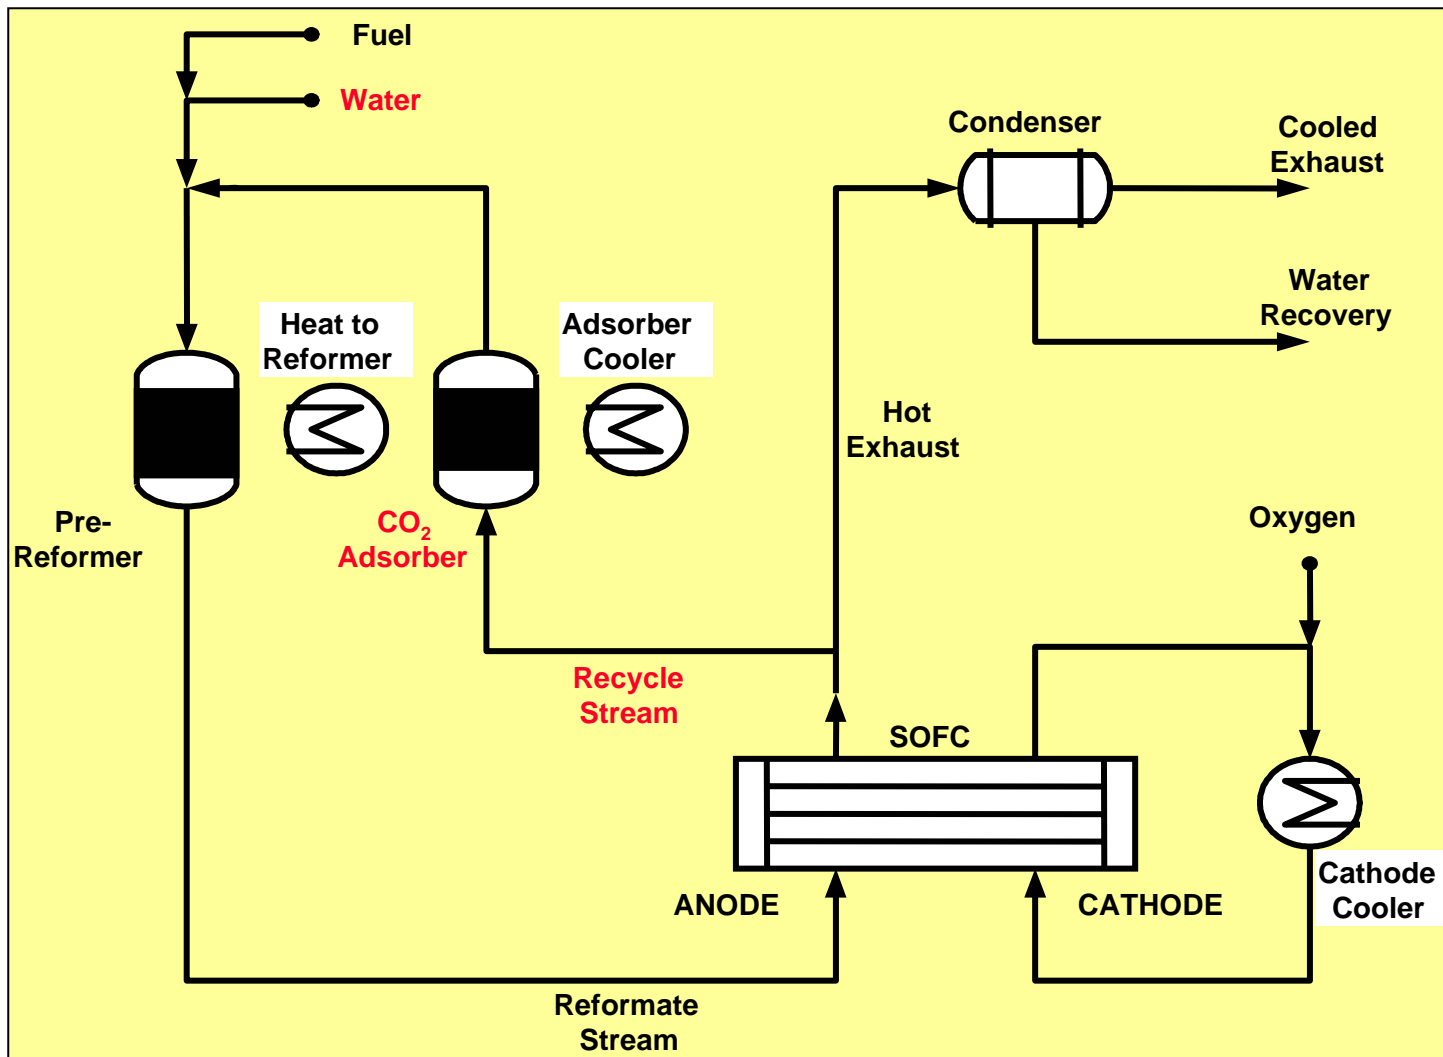 Fuel
Water
Condenser
Cooled
Exhaust
Water
Recovery
Heat to
Reformer
Adsorber
Cooler
Hot
Exhaust
Pre-
Reformer
CO₂
Adsorber
Oxygen
Recycle
Stream
SOFC
ANODE
CATHODE
Cathode
Cooler
Reformate
Stream